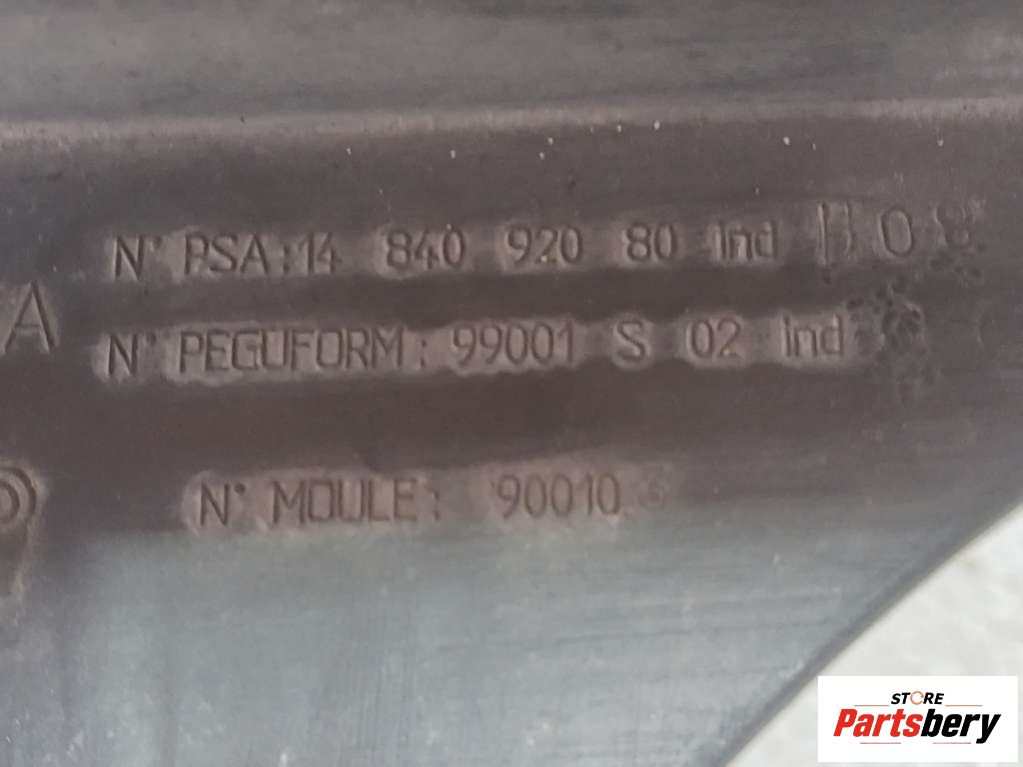 N° PSA:14 840 920 80 ind
A
N° PEGUFORM: 99001 S 02 ind
N° MOULE: 90010
STORE
Partsbery